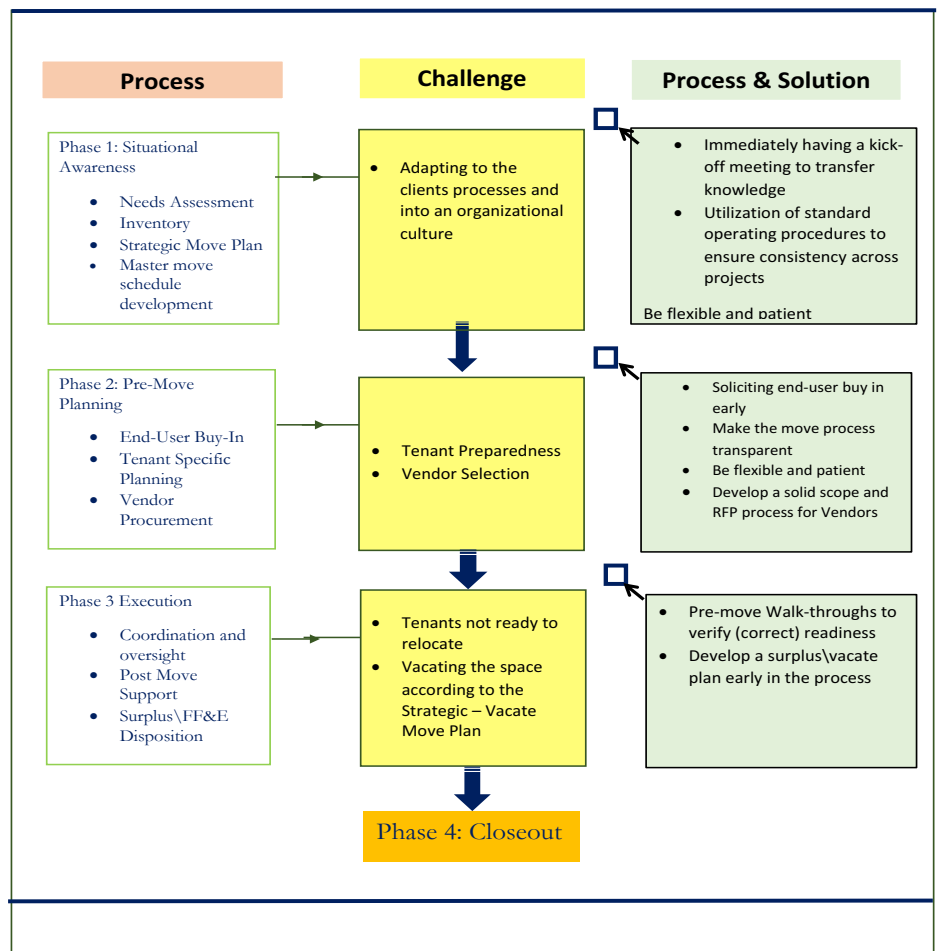 Process
Challenge
Process & Solution
Phase 1: Situational
Awareness
• Needs Assessment
• Inventory
• Strategic Move Plan
• Master move
schedule
development
• Adapting to the
clients processes and
into an organizational
culture
• Immediately having a kick-
off meeting to transfer
knowledge
• Utilization of standard
operating procedures to
ensure consistency across
projects
Be flexible and patient
Phase 2: Pre-Move
Planning
• End-User Buy-In
• Tenant Specific
Planning
• Vendor
Procurement
• Tenant Preparedness
• Vendor Selection
• Soliciting end-user buy in
early
• Make the move process
transparent
• Be flexible and patient
• Develop a solid scope and
RFP process for Vendors
Phase 3 Execution
• Coordination and
oversight
• Post Move
Support
• Surplus\FF&E
Disposition
• Tenants not ready to
relocate
• Vacating the space
according to the
Strategic – Vacate
Move Plan
• Pre-move Walk-throughs to
verify (correct) readiness
• Develop a surplus\vacate
plan early in the process
Phase 4: Closeout